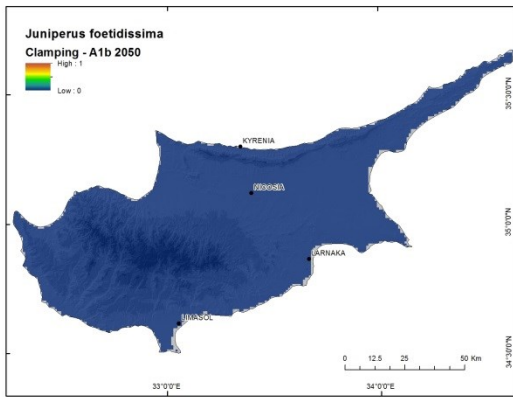 Juniperus foetidissima
Clamping - A1b 2050
High : 1
Low : 0
KYRENIA
NICOSIA
LARNAKA
LIMASOL
35°30'0"N
35°0'0"N
34°30'0"N
0 12.5 25 50 Km
33°0'0"E 34°0'0"E